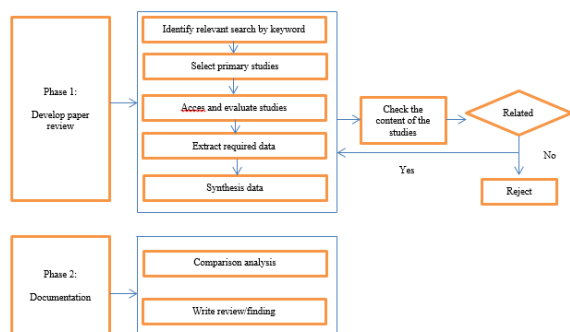 Identify relevant search by keyword
Select primary studies
Phase 1:
Develop paper
review
Acces and evaluate studies
Extract required data
Synthesis data
Check the
content of the
studies
Related
Yes
No
Reject
Phase 2:
Documentation
Comparison analysis
Write review/finding